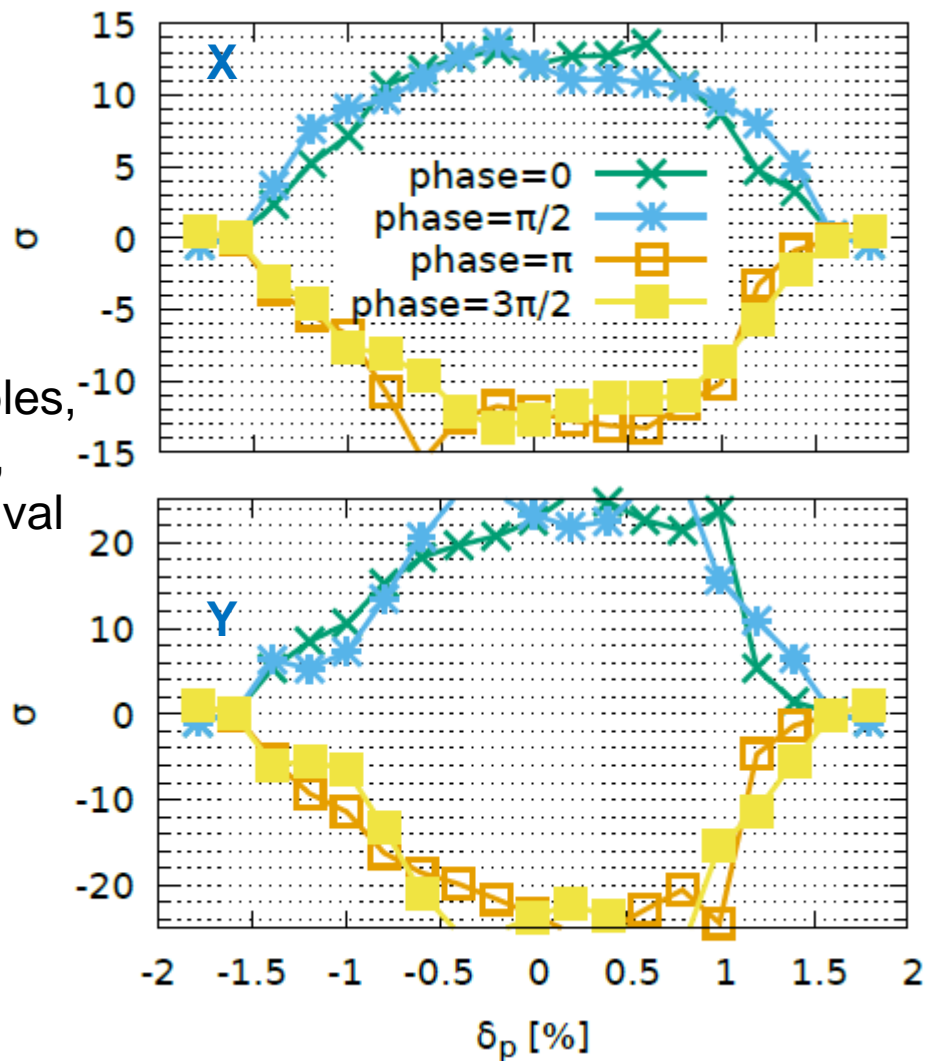 15
X
10
5
phase=0
phase=π/2
0
phase=π
phase=3π/2
-5
σ
-10
-15
oles,
,
val
20
10
Y
0
σ
-10
-20
-2 -1.5 -1 -0.5 0 0.5 1 1.5 2
δp [%]